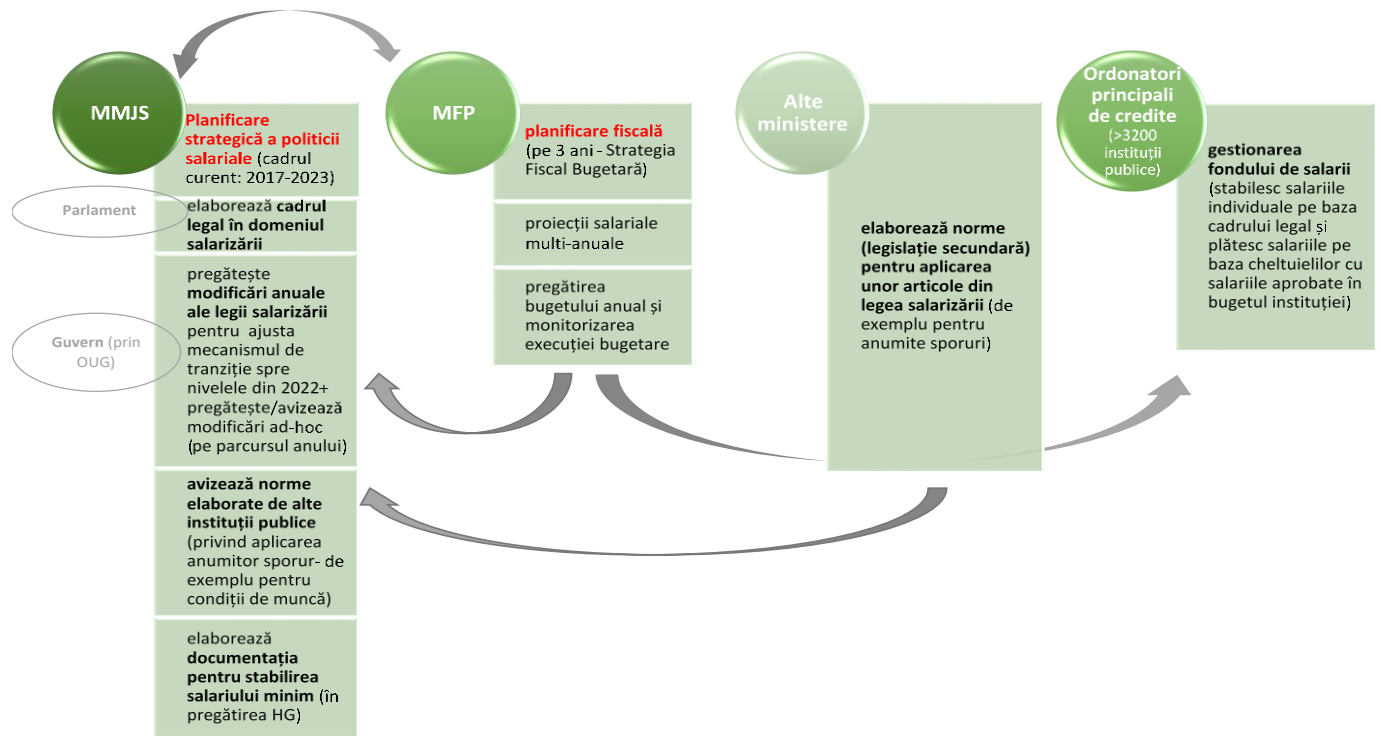 MMJS
Planificare
strategică a politicii
salariale (cadrul
curent: 2017-2023)
Parlament
elaborează cadrul
legal în domeniul
salarizării
Guvern (prin
OUG)
pregătește
modificări anuale
ale legii salarizării
pentru ajusta
mecanismul de
tranziție spre
nivelele din 2022+
pregătește/avizează
modificări ad-hoc
(pe parcursul anului)
avizează norme
elaborate de alte
instituții publice
(privind aplicarea
anumitor sporur- de
exemplu pentru
condiții de muncă)
elaborează
documentația
pentru stabilirea
salariului minim (în
pregătirea HG)
MFP
planificare fiscală
(pe 3 ani - Strategia
Fiscal Bugetară)
proiecții salariale
multi-anuale
pregătirea
bugetului anual și
monitorizarea
execuției bugetare
Alte
ministere
elaborează norme
(legislație secundară)
pentru aplicarea
unor articole din
legea salarizării (de
exemplu pentru
anumite sporuri)
Ordonatori
principali
de credite
(>3200
instituții
publice)
gestionarea
fondului de salarii
(stabilesc salariile
individuale pe baza
cadrului legal și
plătesc salariile pe
baza cheltuielilor cu
salariile aprobate în
bugetul instituției)